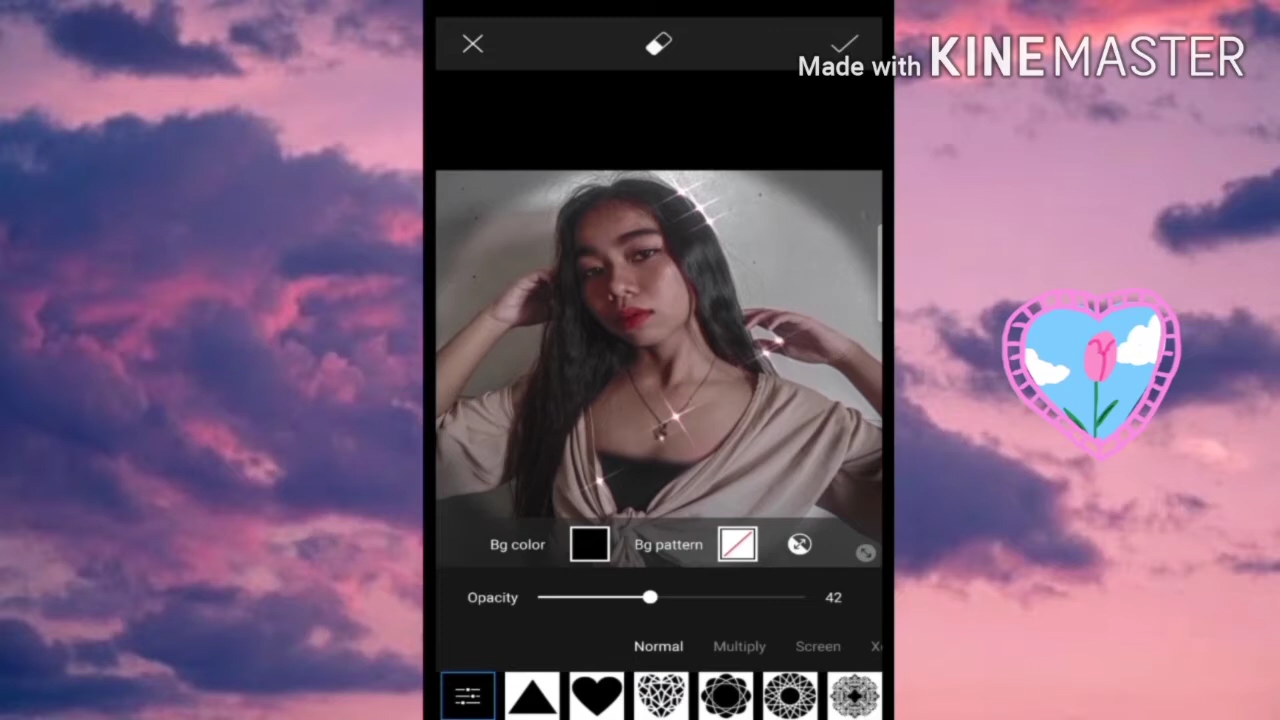 Made with KINEMASTER
Bg color
Bg pattern
Opacity
42
Normal
Multiply
Screen